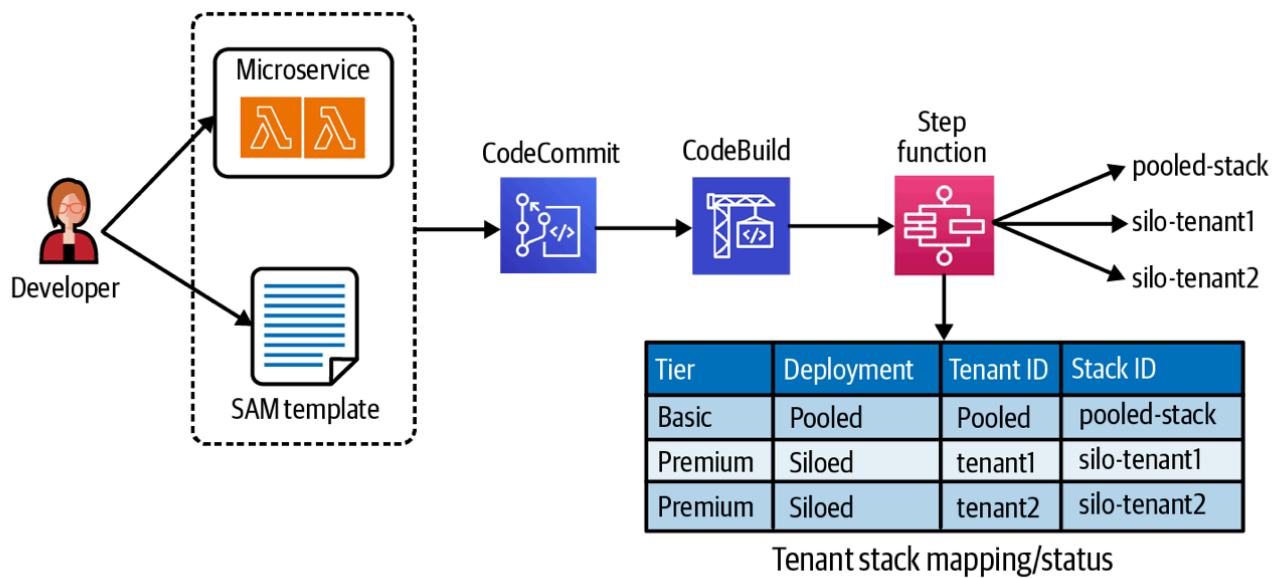 Microservice
Developer
SAM template
CodeCommit
CodeBuild
Step
function
pooled-stack
silo-tenant1
silo-tenant2
Tier Deployment Tenant ID Stack ID
Basic Pooled Pooled pooled-stack
Premium Siloed tenant1 silo-tenant1
Premium Siloed tenant2 silo-tenant2
Tenant stack mapping/status